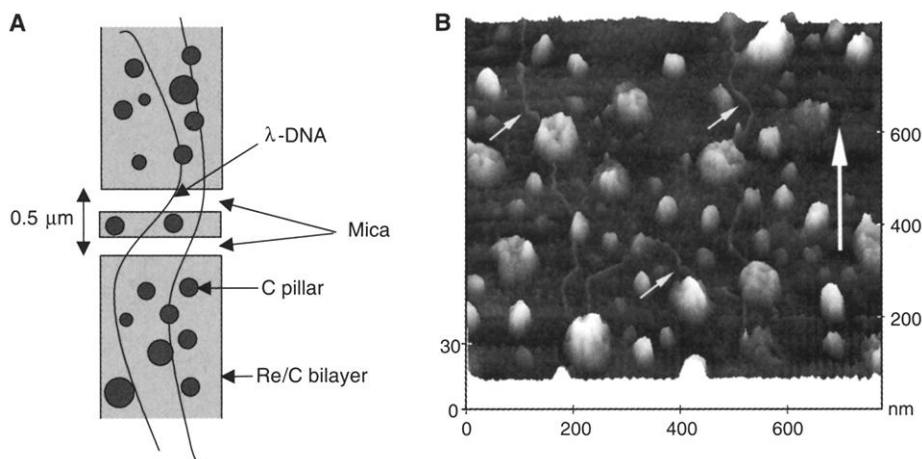 A
λ-DNA
0.5 μm
Mica
C pillar
Re/C bilayer
B
600
400
200
30
0
0 200 400 600 nm